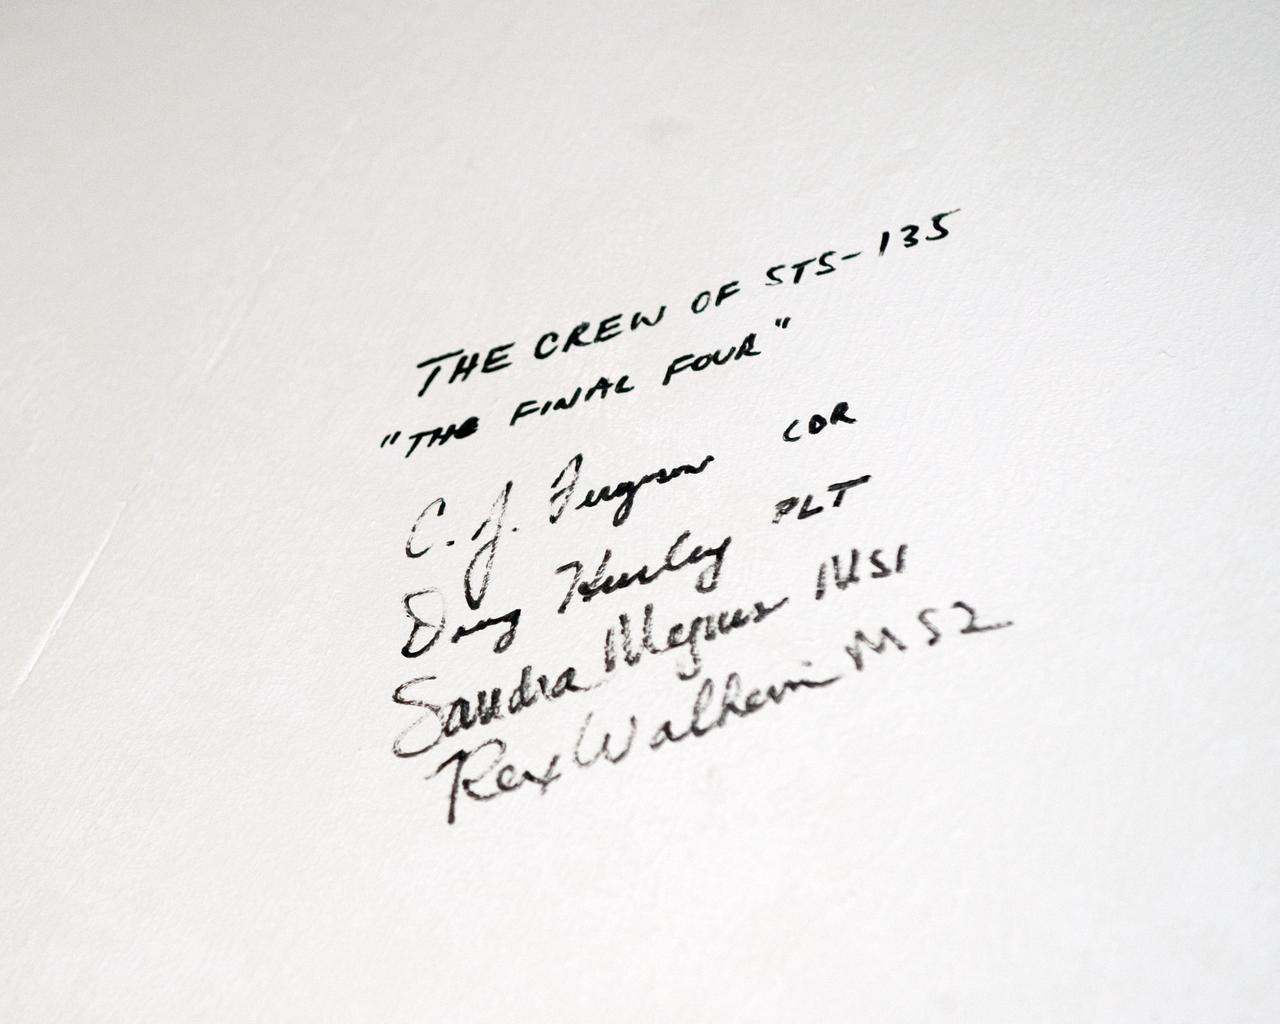 THE CREW OF STS-135
"THE FINAL FOUR"
C. J. Ferguson CDR
Doug Hurley PLT
Sandra Magnus MS1
Rex Walheim MS2